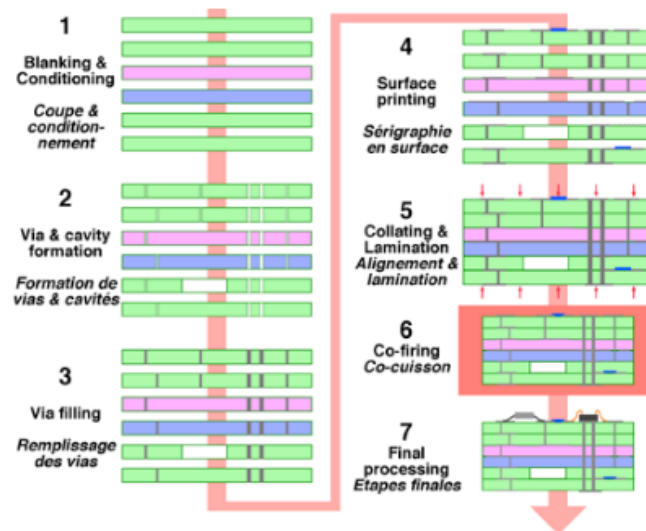 1
Blanking &
Conditioning
Coupe &
condition-
nement
2
Via & cavity
formation
Formation de
vias & cavités
3
Via filling
Remplissage
des vias
4
Surface
printing
Sérigraphie
en surface
5
Collating &
Lamination
Alignement &
lamination
6
Co-firing
Co-cuisson
7
Final
processing
Etapes finales